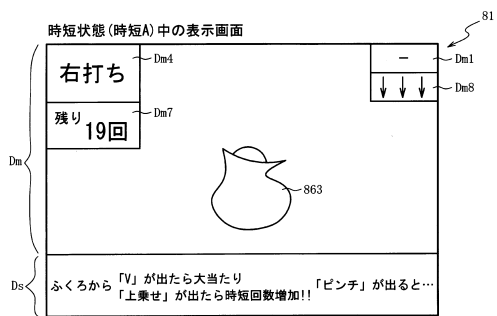 時短状態(時短A)中の表示画面
81
右打ち
Dm4
－
Dm1
Dm8
残り
19回
Dm7
Dm
863
Ds
ふくろから
「V」が出たら大当たり
「上乗せ」が出たら時短回数増加!!
「ピンチ」が出ると…